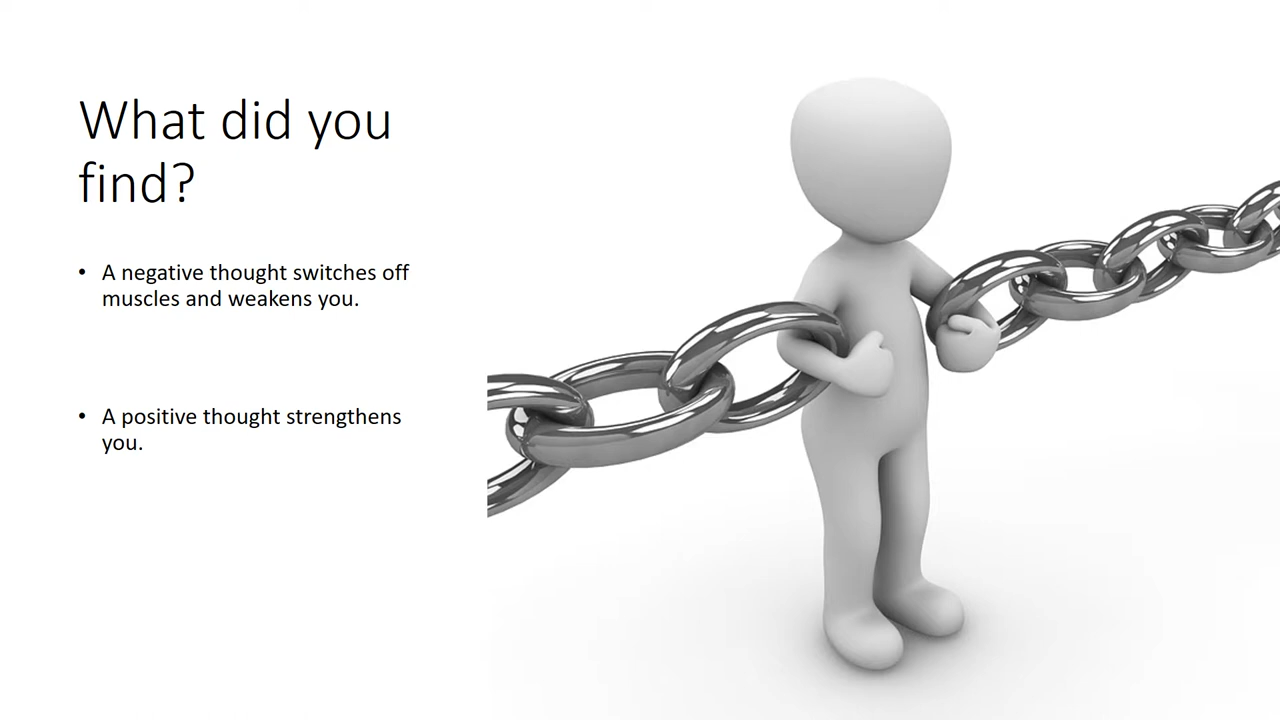 What did you
find?
• A negative thought switches off
muscles and weakens you.
• A positive thought strengthens
you.